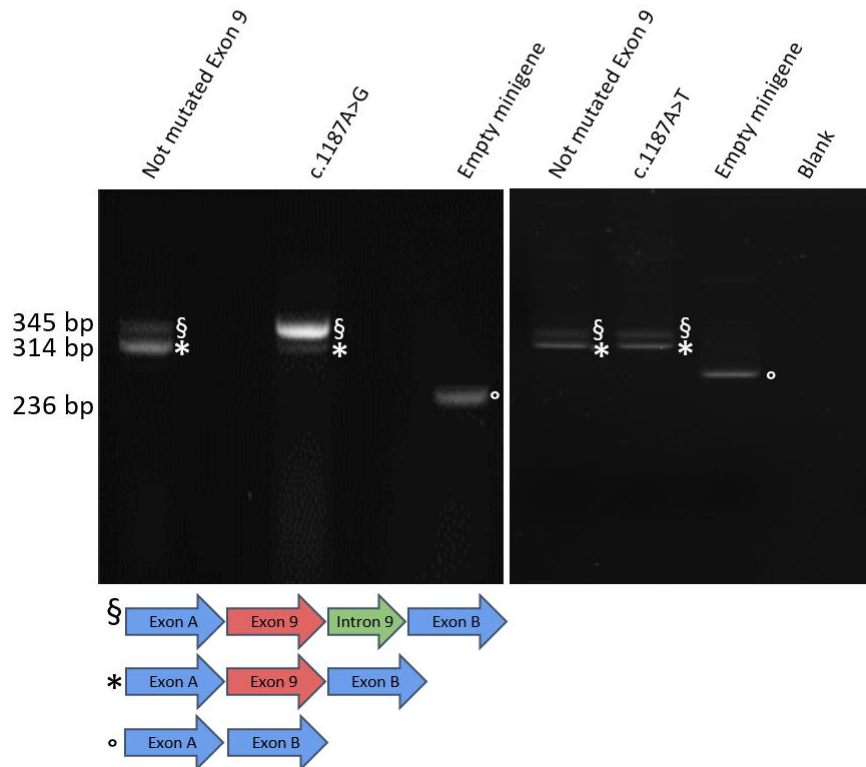 Not mutated Exon 9
c.1187A>G
Empty minigene
Not mutated Exon 9
c.1187A>T
Empty minigene
Blank
345 bp § § § §
314 bp * * * *
236 bp ° °
§ Exon A Exon 9 Intron 9 Exon B
* Exon A Exon 9 Exon B
° Exon A Exon B